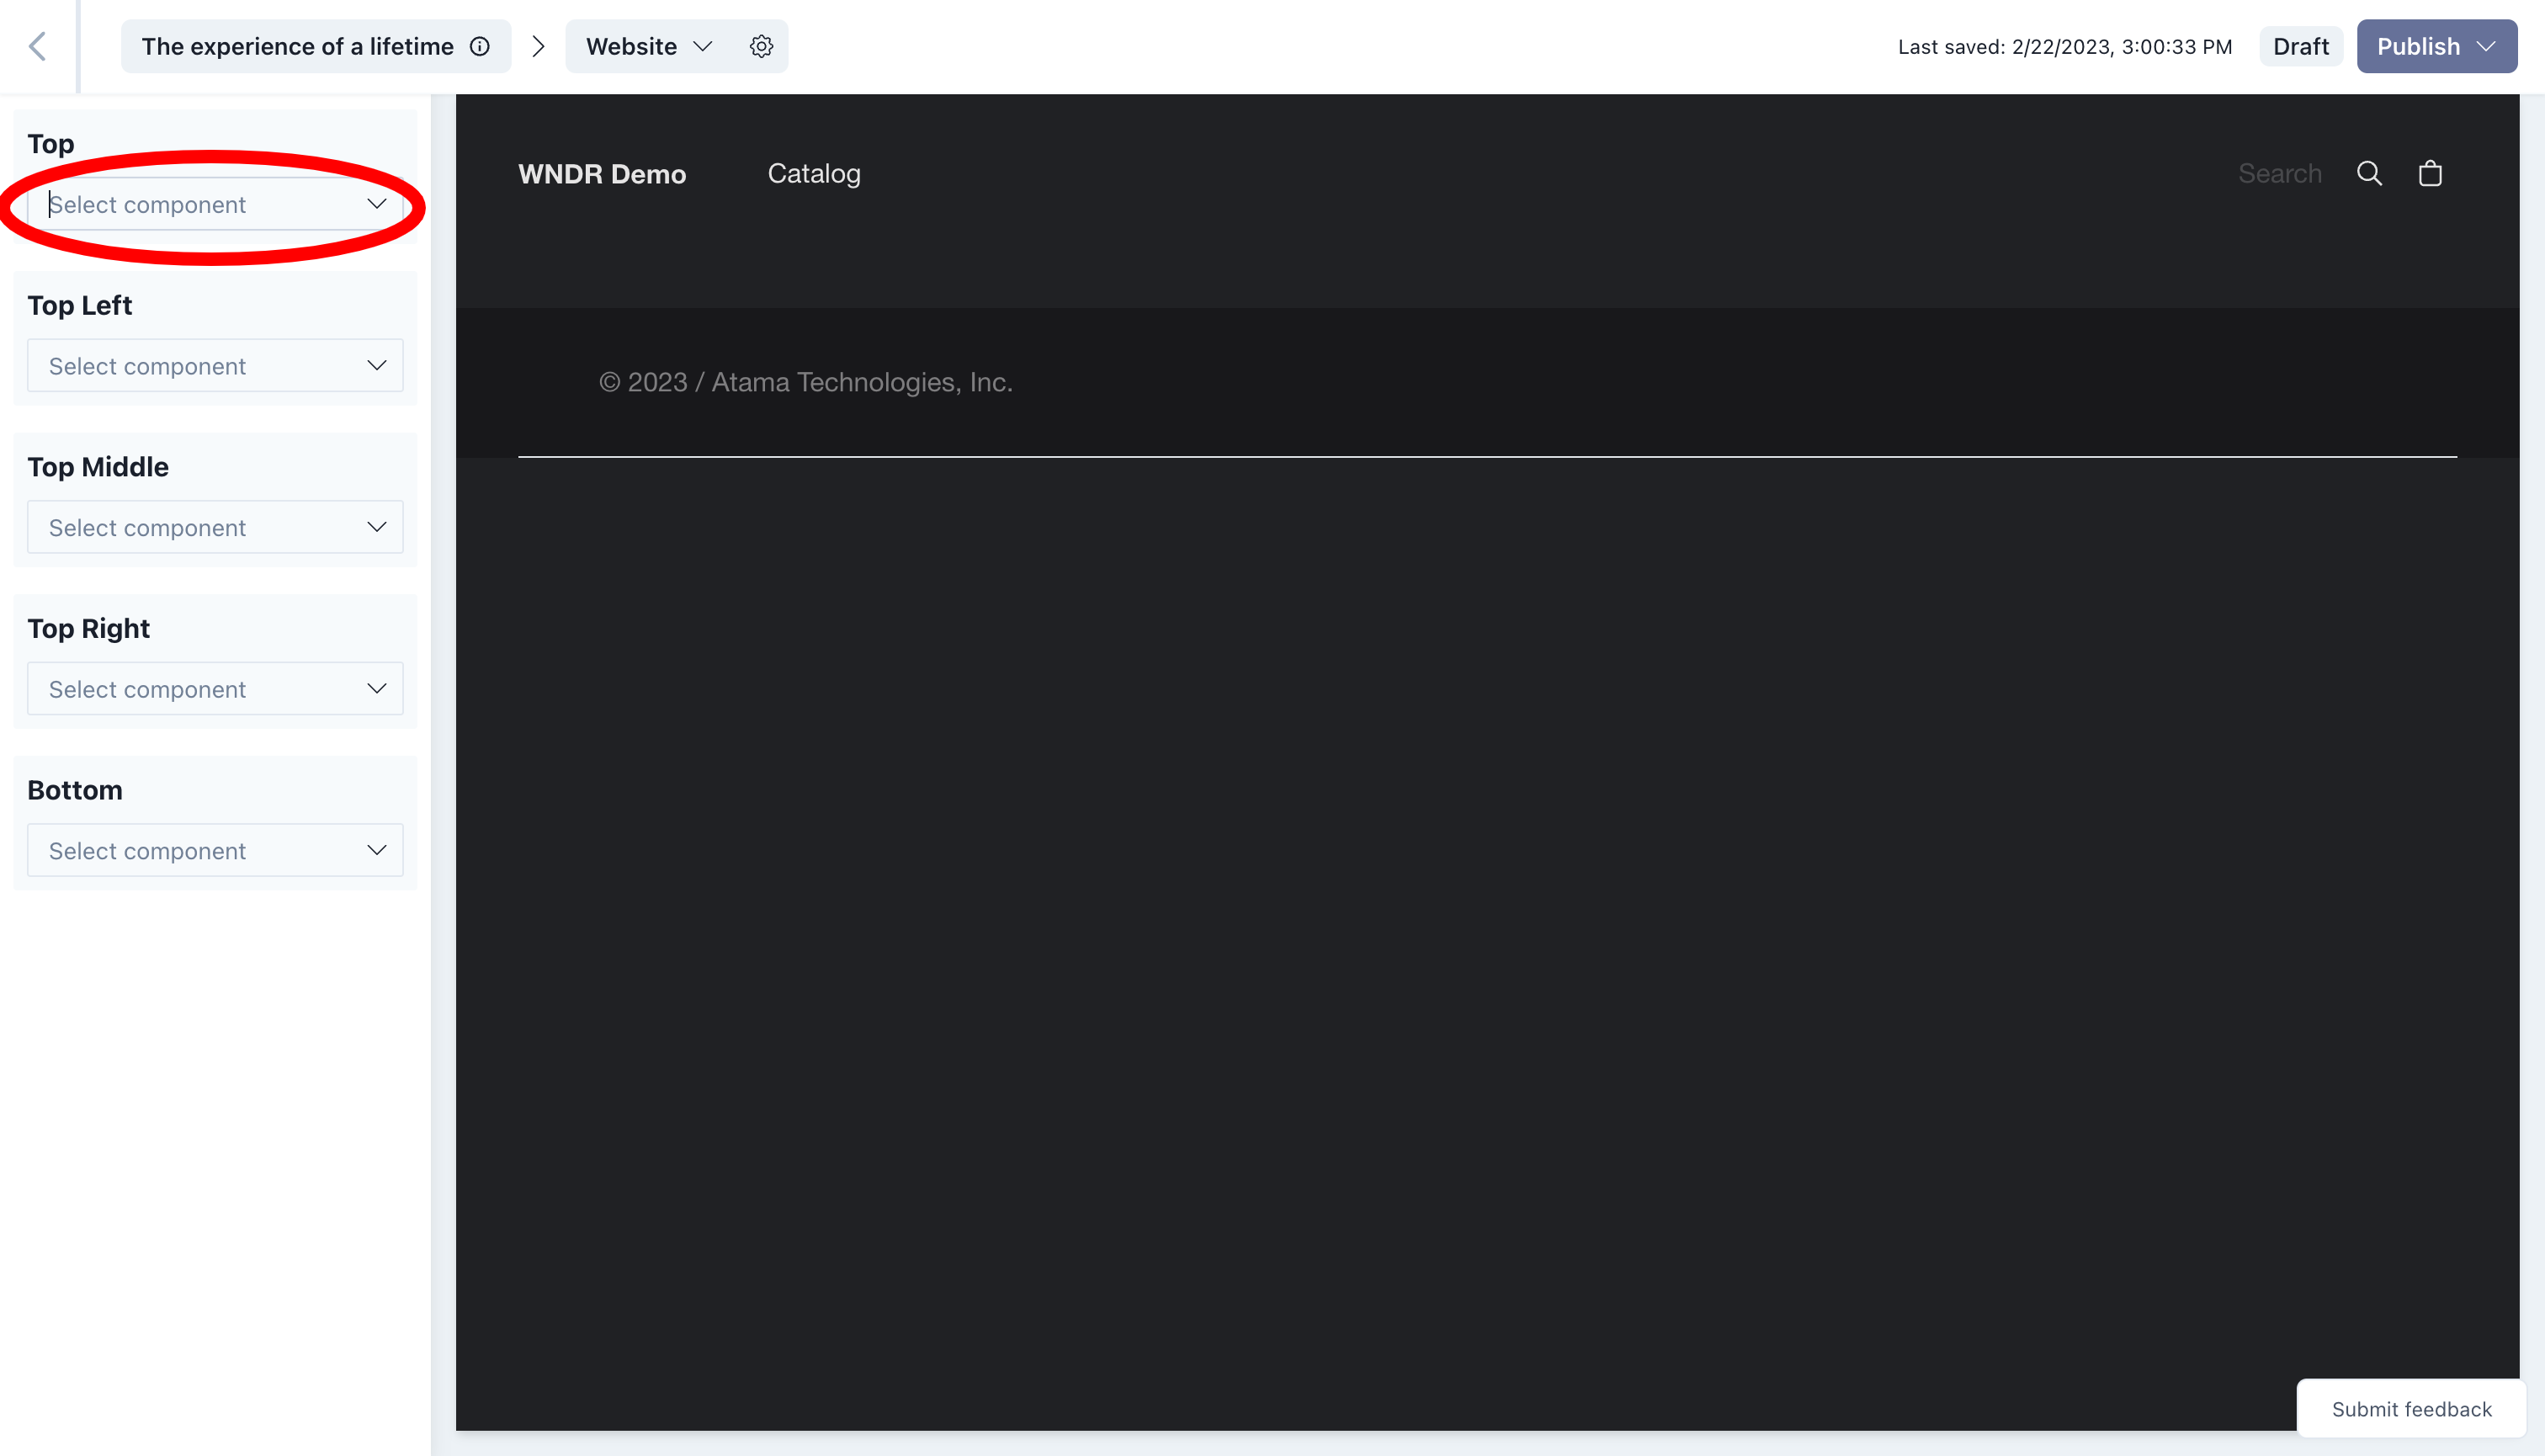 The experience of a lifetime
Website
Last saved: 2/22/2023, 3:00:33 PM
Draft
Publish
Top
Select component
Top Left
Select component
Top Middle
Select component
Top Right
Select component
Bottom
Select component
WNDR Demo
Catalog
Search
© 2023 / Atama Technologies, Inc.
Submit feedback